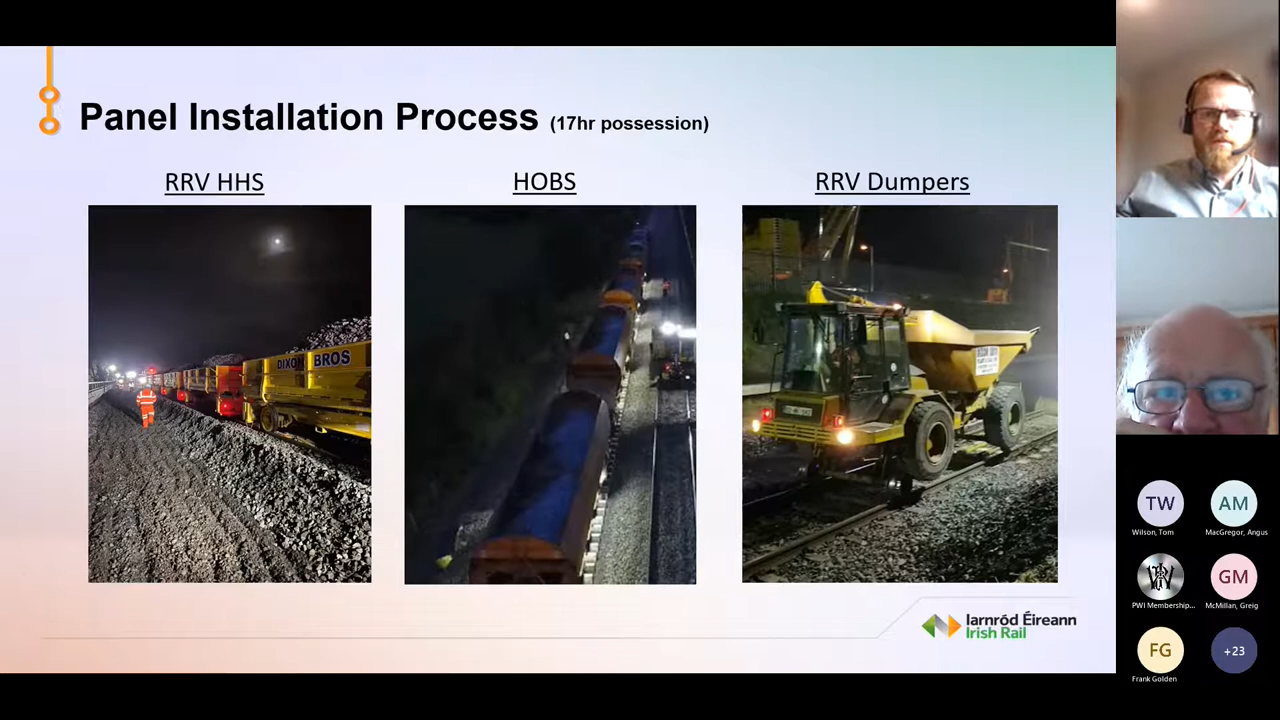 Panel Installation Process (17hr possession)
RRV HHS
HOBS
RRV Dumpers
DIXON BROS
Iarnród Éireann
Irish Rail
TW
AM
Wilson, Tom
MacGregor, Angus
GM
PWI Membership...
McMillan, Greig
FG
+23
Frank Golden